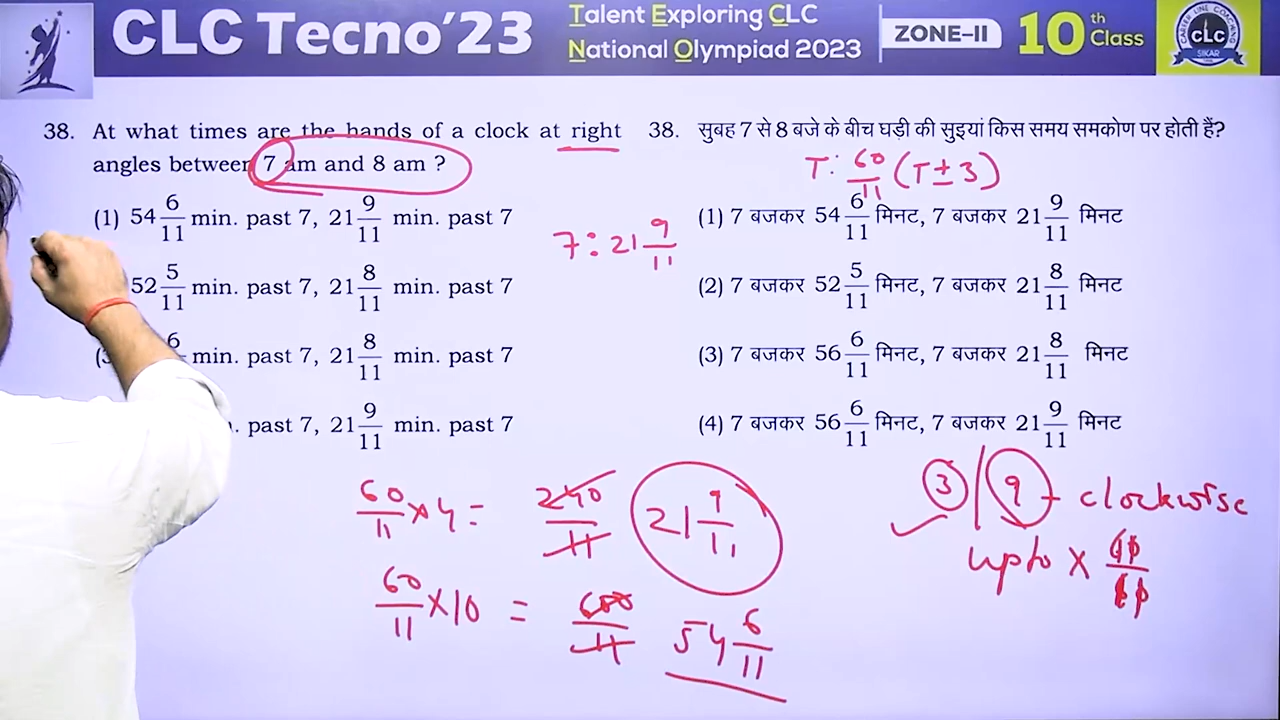 CLC Tecno'23
Talent Exploring CLC
National Olympiad 2023
ZONE-II
10th Class
CAREER LINE COACHING
CLC
SIKAR
38. At what times are the hands of a clock at right
angles between 7 am and 8 am ?
(1) 54 6/11 min. past 7, 21 9/11 min. past 7
52 5/11 min. past 7, 21 8/11 min. past 7
(3 6 min. past 7, 21 8/11 min. past 7
. past 7, 21 9/11 min. past 7
7:21 9/11
38. सुबह 7 से 8 बजे के बीच घड़ी की सुइयां किस समय समकोण पर होती हैं?
T: 60/11 (T ± 3)
(1) 7 बजकर 54 6/11 मिनट, 7 बजकर 21 9/11 मिनट
(2) 7 बजकर 52 5/11 मिनट, 7 बजकर 21 8/11 मिनट
(3) 7 बजकर 56 6/11 मिनट, 7 बजकर 21 8/11 मिनट
(4) 7 बजकर 56 6/11 मिनट, 7 बजकर 21 9/11 मिनट
60/11 × 4 = 240/11 21 9/11
60/11 × 10 = 600/11 54 6/11
3 / 9 - clockwise
upto ×